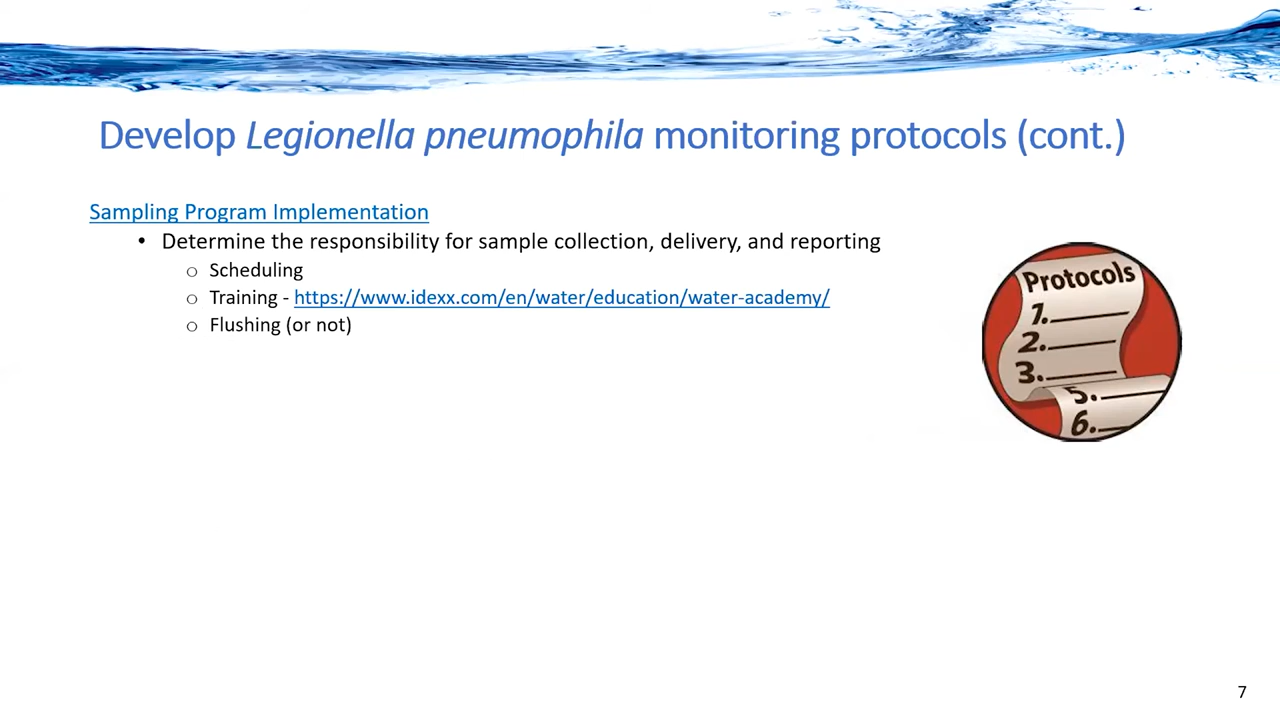 Develop Legionella pneumophila monitoring protocols (cont.)
Sampling Program Implementation
• Determine the responsibility for sample collection, delivery, and reporting
○ Scheduling
○ Training - https://www.idexx.com/en/water/education/water-academy/
○ Flushing (or not)
Protocols
1.
2.
3.
5.
6.
7